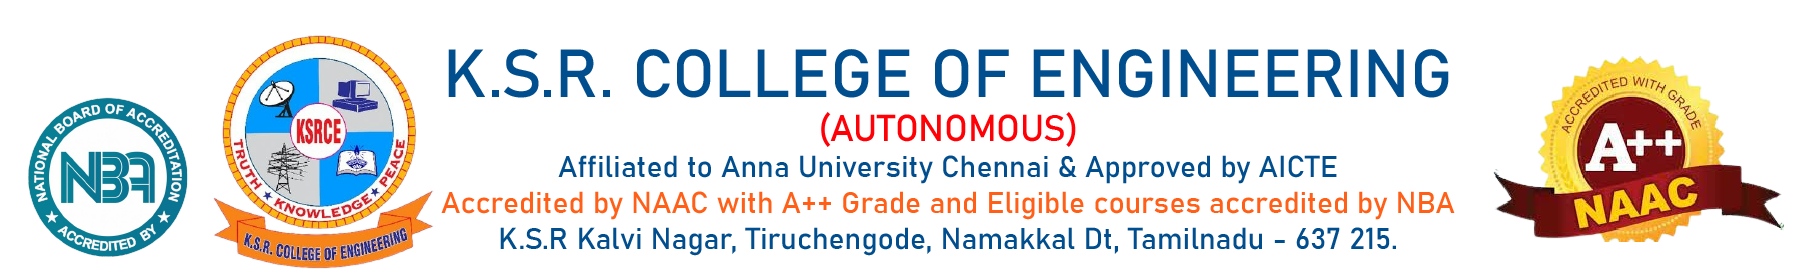 NATIONAL BOARD OF ACCREDITATION
NBA
ACCREDITED BY
KSRCE
TRUTH KNOWLEDGE PEACE
K.S.R. COLLEGE OF ENGINEERING
K.S.R. COLLEGE OF ENGINEERING
(AUTONOMOUS)
Affiliated to Anna University Chennai & Approved by AICTE
Accredited by NAAC with A++ Grade and Eligible courses accredited by NBA
K.S.R Kalvi Nagar, Tiruchengode, Namakkal Dt, Tamilnadu - 637 215.
ACCREDITED WITH GRADE
A++
NAAC